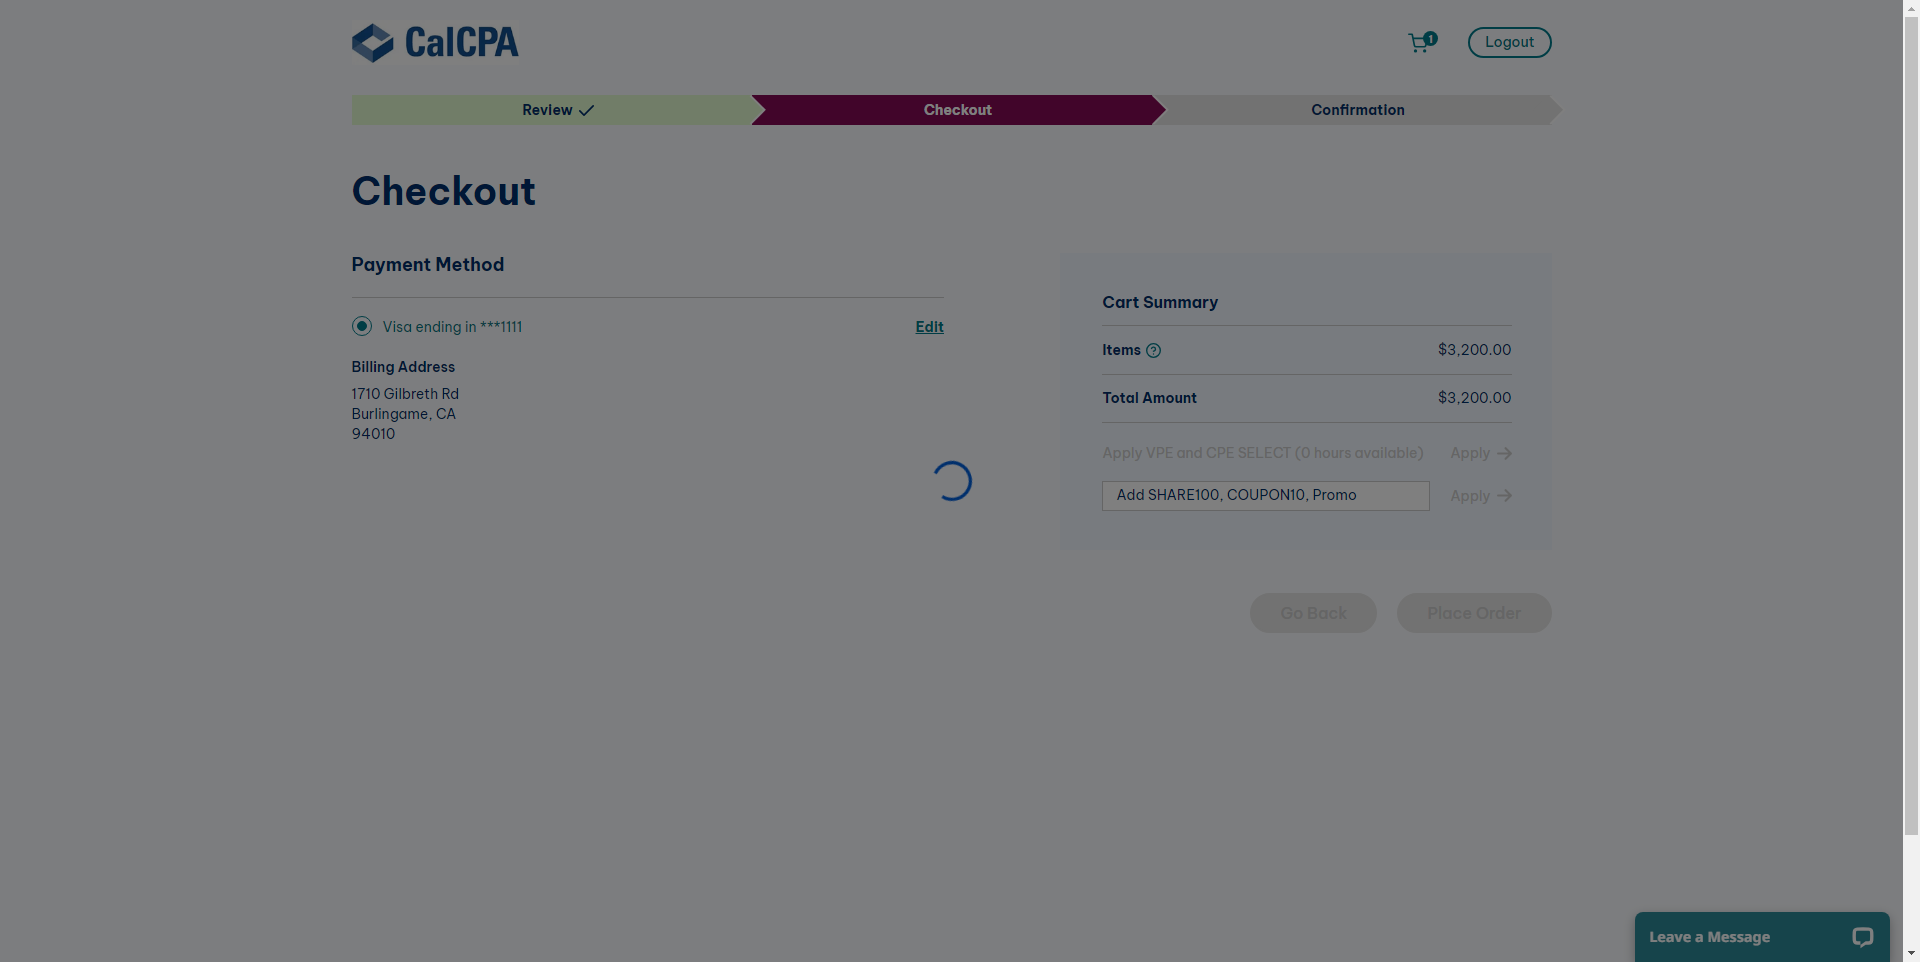 CalCPA
1
Logout
Review
Checkout
Confirmation
Checkout
Payment Method
Visa ending in ***1111
Edit
Billing Address
1710 Gilbreth Rd
Burlingame, CA
94010
Cart Summary
Items ?
$3,200.00
Total Amount
$3,200.00
Apply VPE and CPE SELECT (0 hours available)
Apply
Add SHARE100, COUPON10, Promo
Apply
Go Back
Place Order
Leave a Message